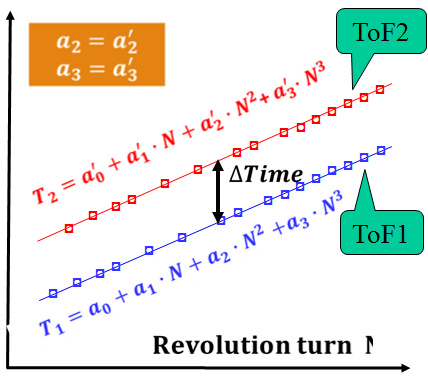 a₂ = a′₂
a₃ = a′₃
ToF2
T₂ = a′₀ + a′₁ · N + a′₂ · N² + a′₃ · N³
ΔTime
ToF1
T₁ = a₀ + a₁ · N + a₂ · N² + a₃ · N³
Revolution turn N